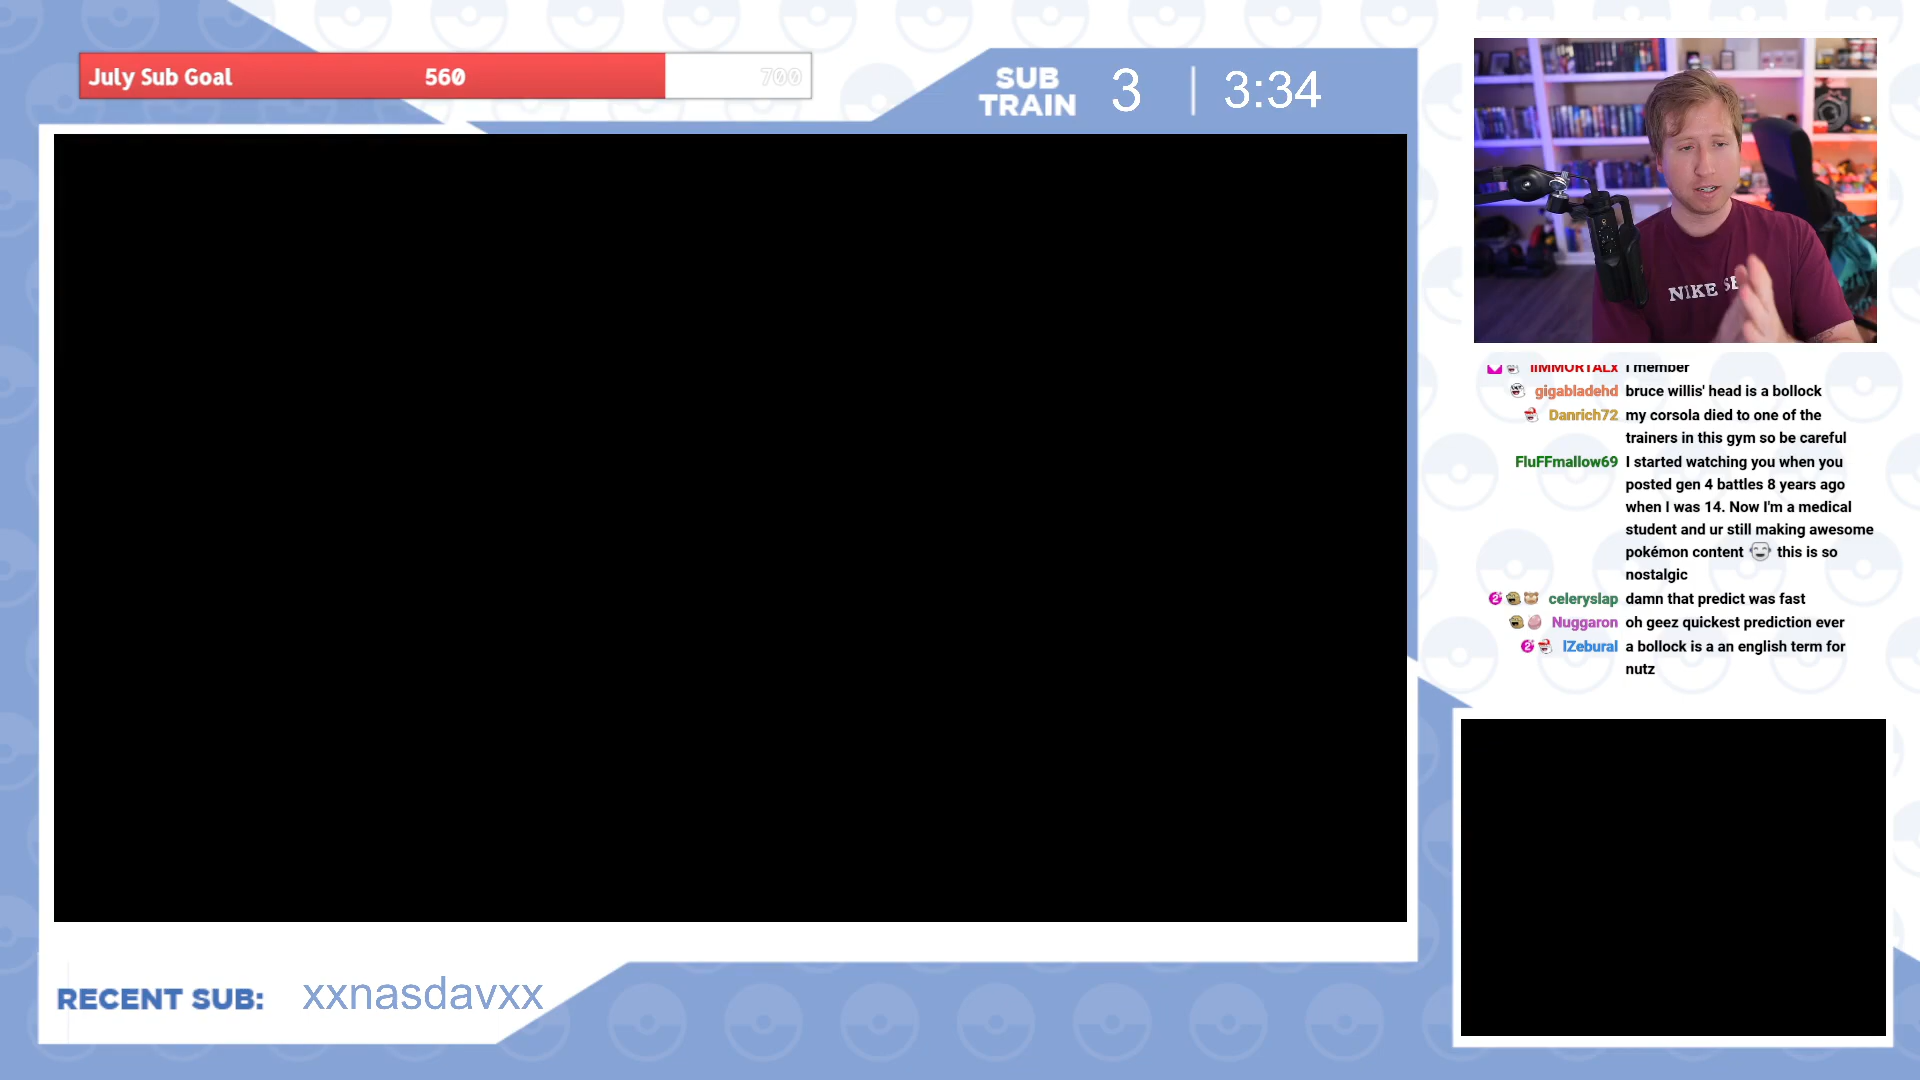 July Sub Goal 560 700
SUB TRAIN 3 3:34
NIKE
I member
gigabladehd bruce willis' head is a bollock
Danrich72 my corsola died to one of the
trainers in this gym so be careful
FluFFmallow69 I started watching you when you
posted gen 4 battles 8 years ago
when I was 14. Now I'm a medical
student and ur still making awesome
pokémon content this is so
nostalgic
celeryslap damn that predict was fast
Nuggaron oh geez quickest prediction ever
lZebural a bollock is a an english term for
nutz
RECENT SUB: xxnasdavxx